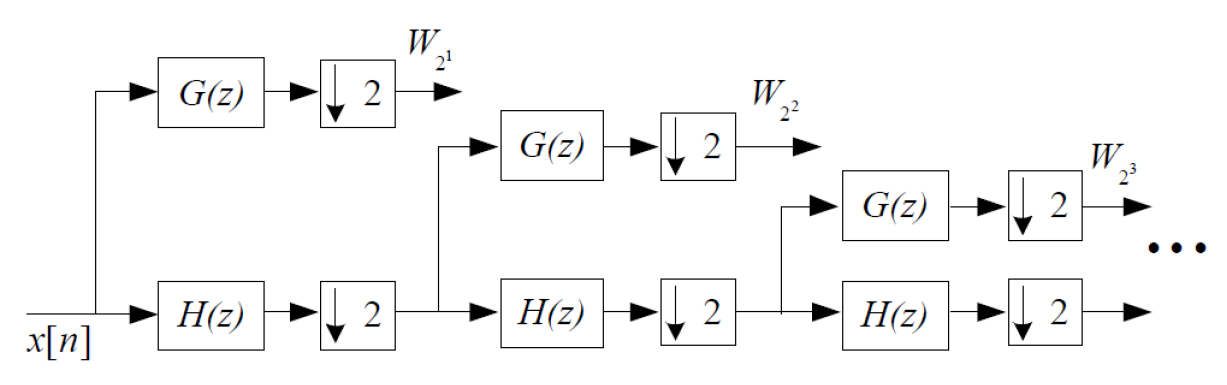 G(z)
2
W_{2^1}
G(z)
2
W_{2^2}
G(z)
2
W_{2^3}
...
x[n]
H(z)
2
H(z)
2
H(z)
2